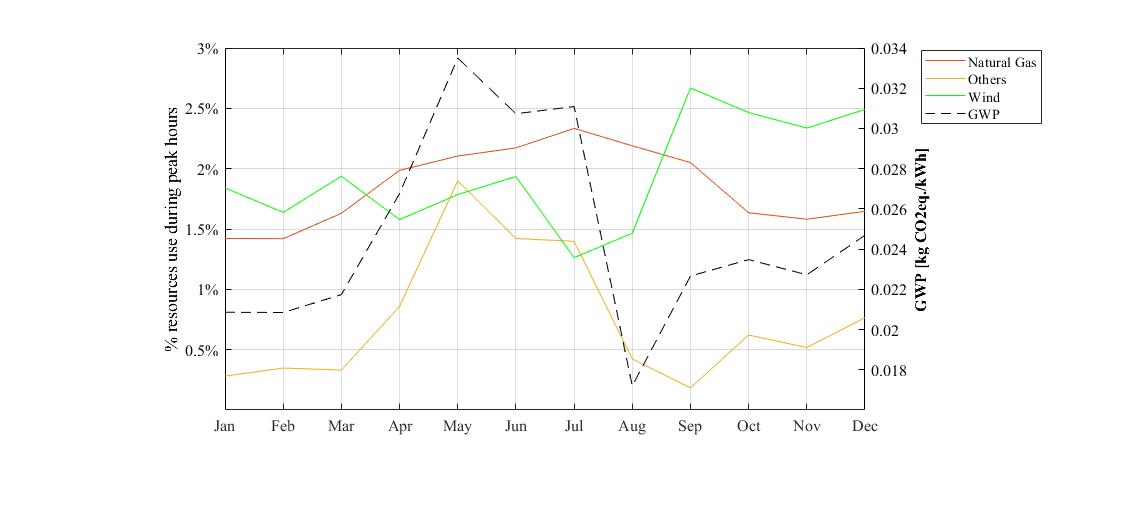 3%
2.5%
2%
1.5%
1%
0.5%
% resources use during peak hours
Jan Feb Mar Apr May Jun Jul Aug Sep Oct Nov Dec
0.034
0.032
0.03
0.028
0.026
0.024
0.022
0.02
0.018
GWP [kg CO2eq./kWh]
Natural Gas
Others
Wind
GWP